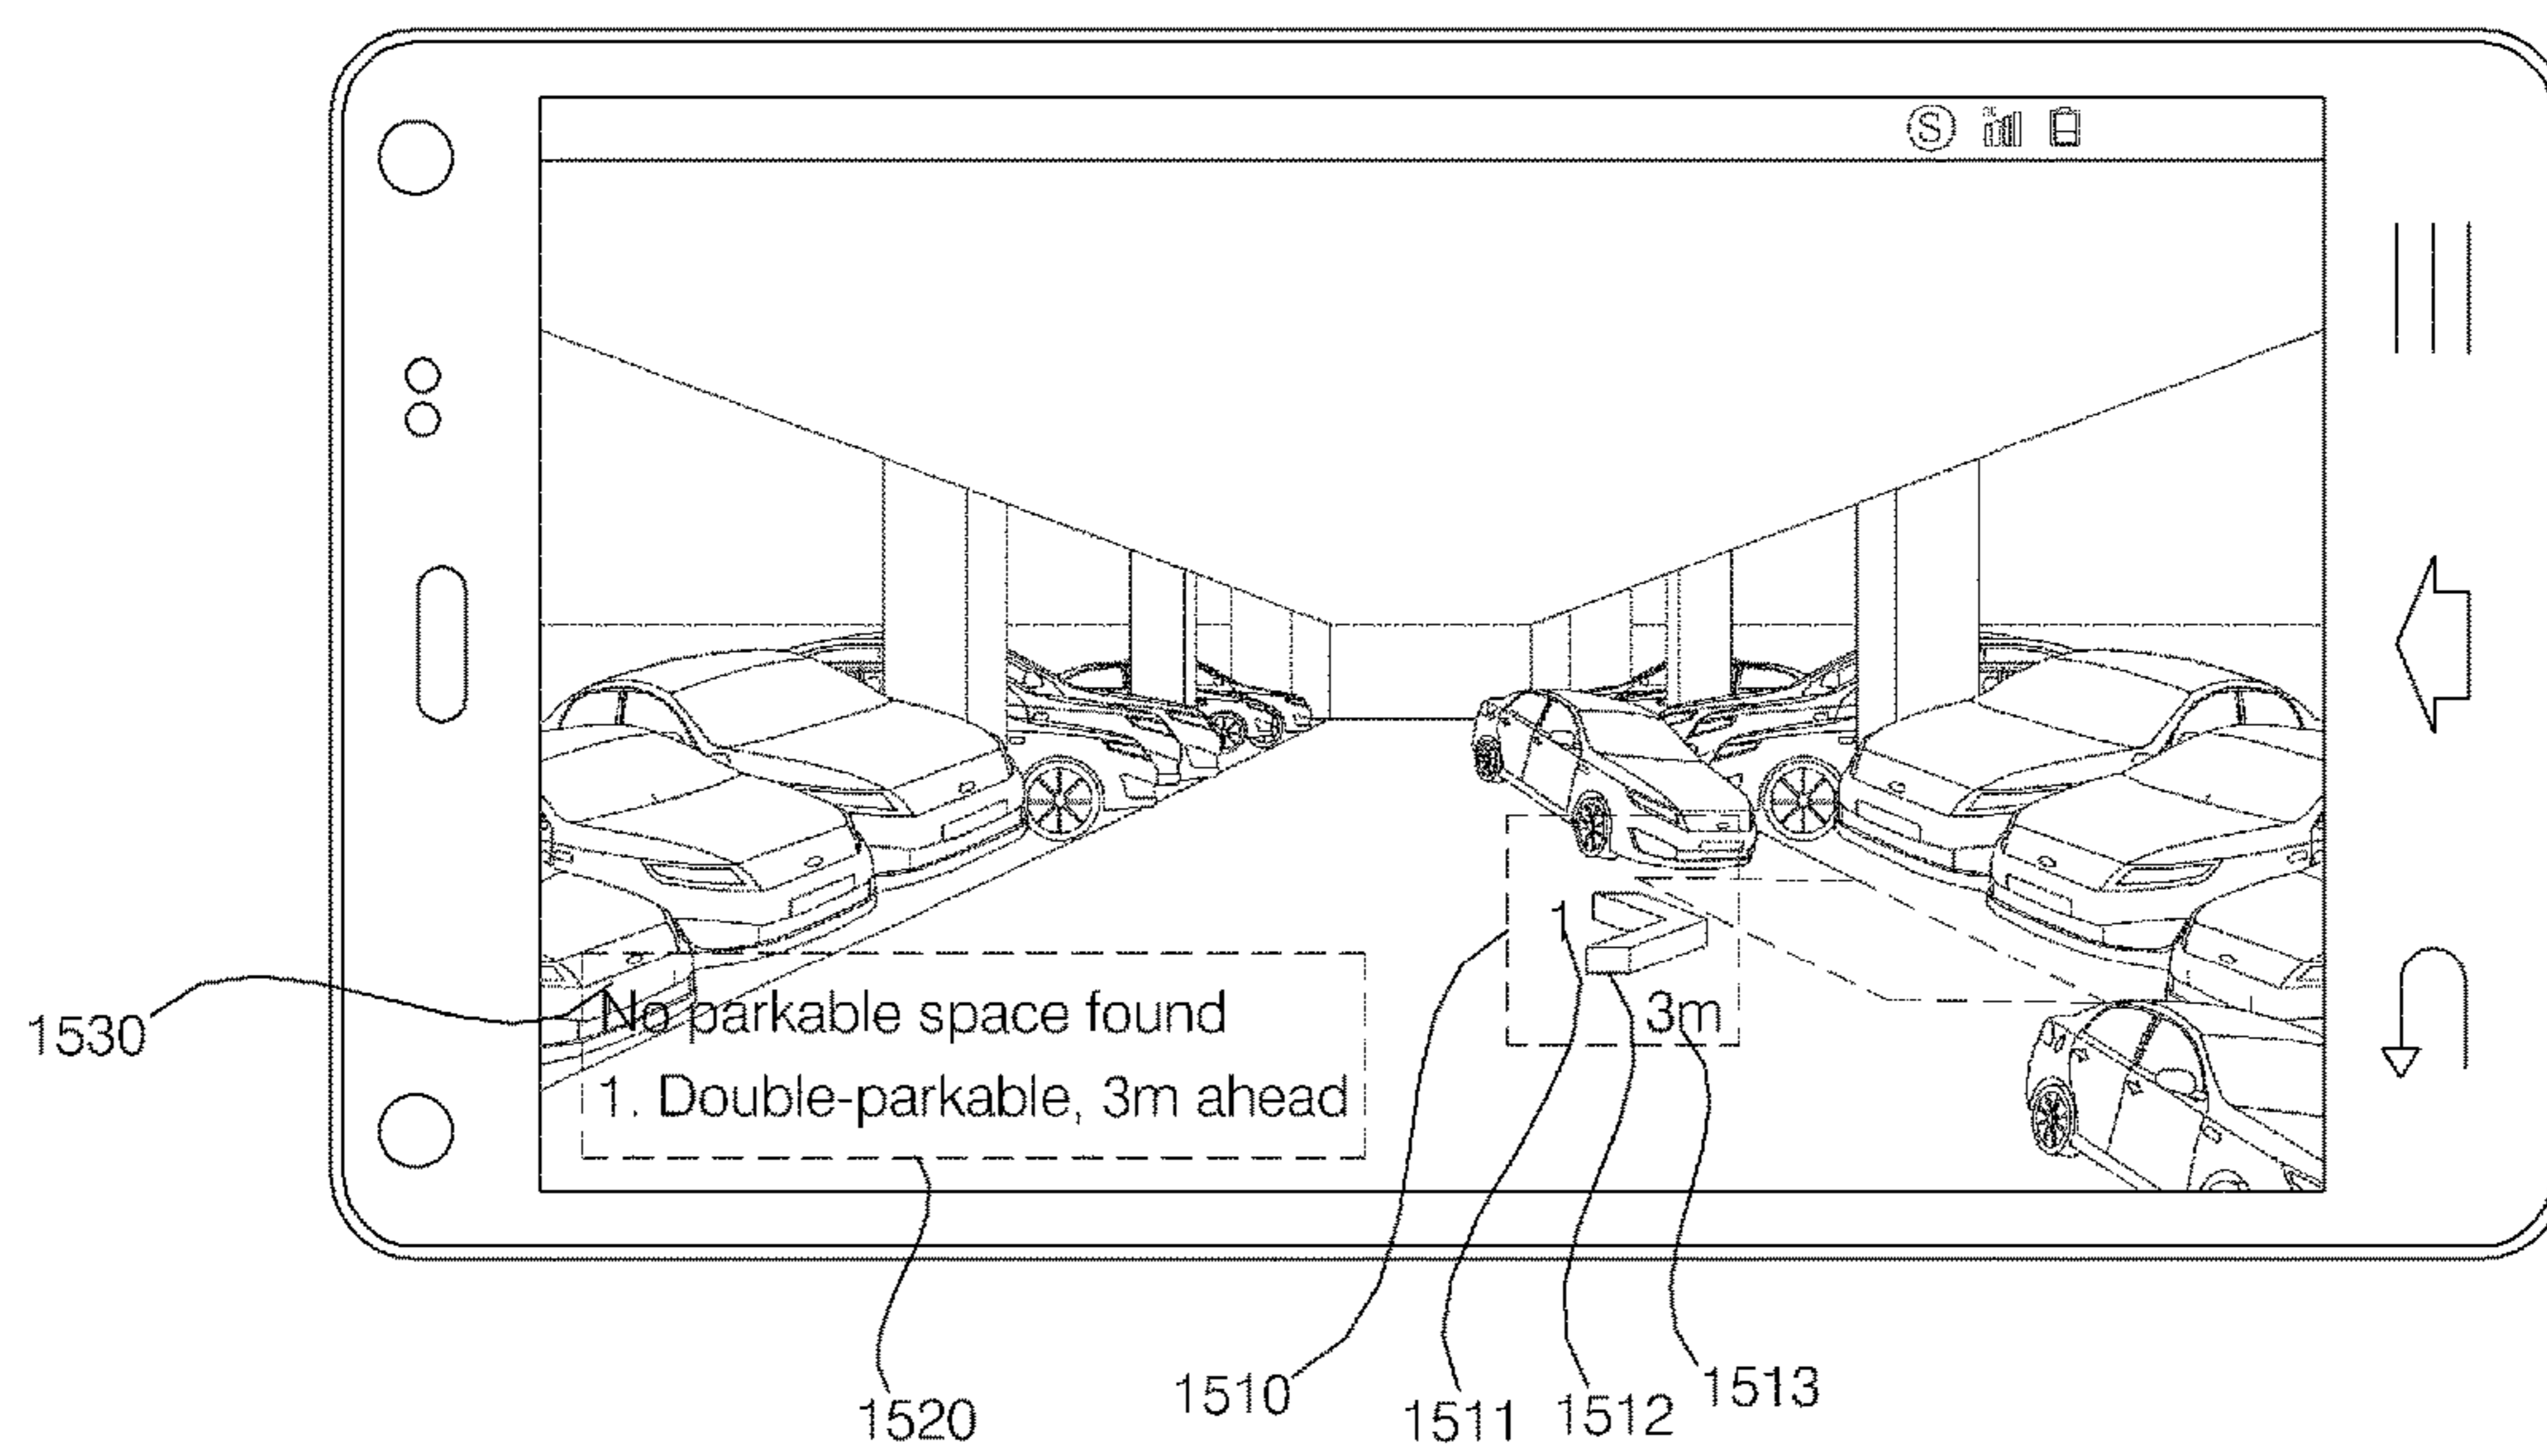 S
No parkable space found
1. Double-parkable, 3m ahead
1
3m
1530
1520
1510
1511
1512
1513